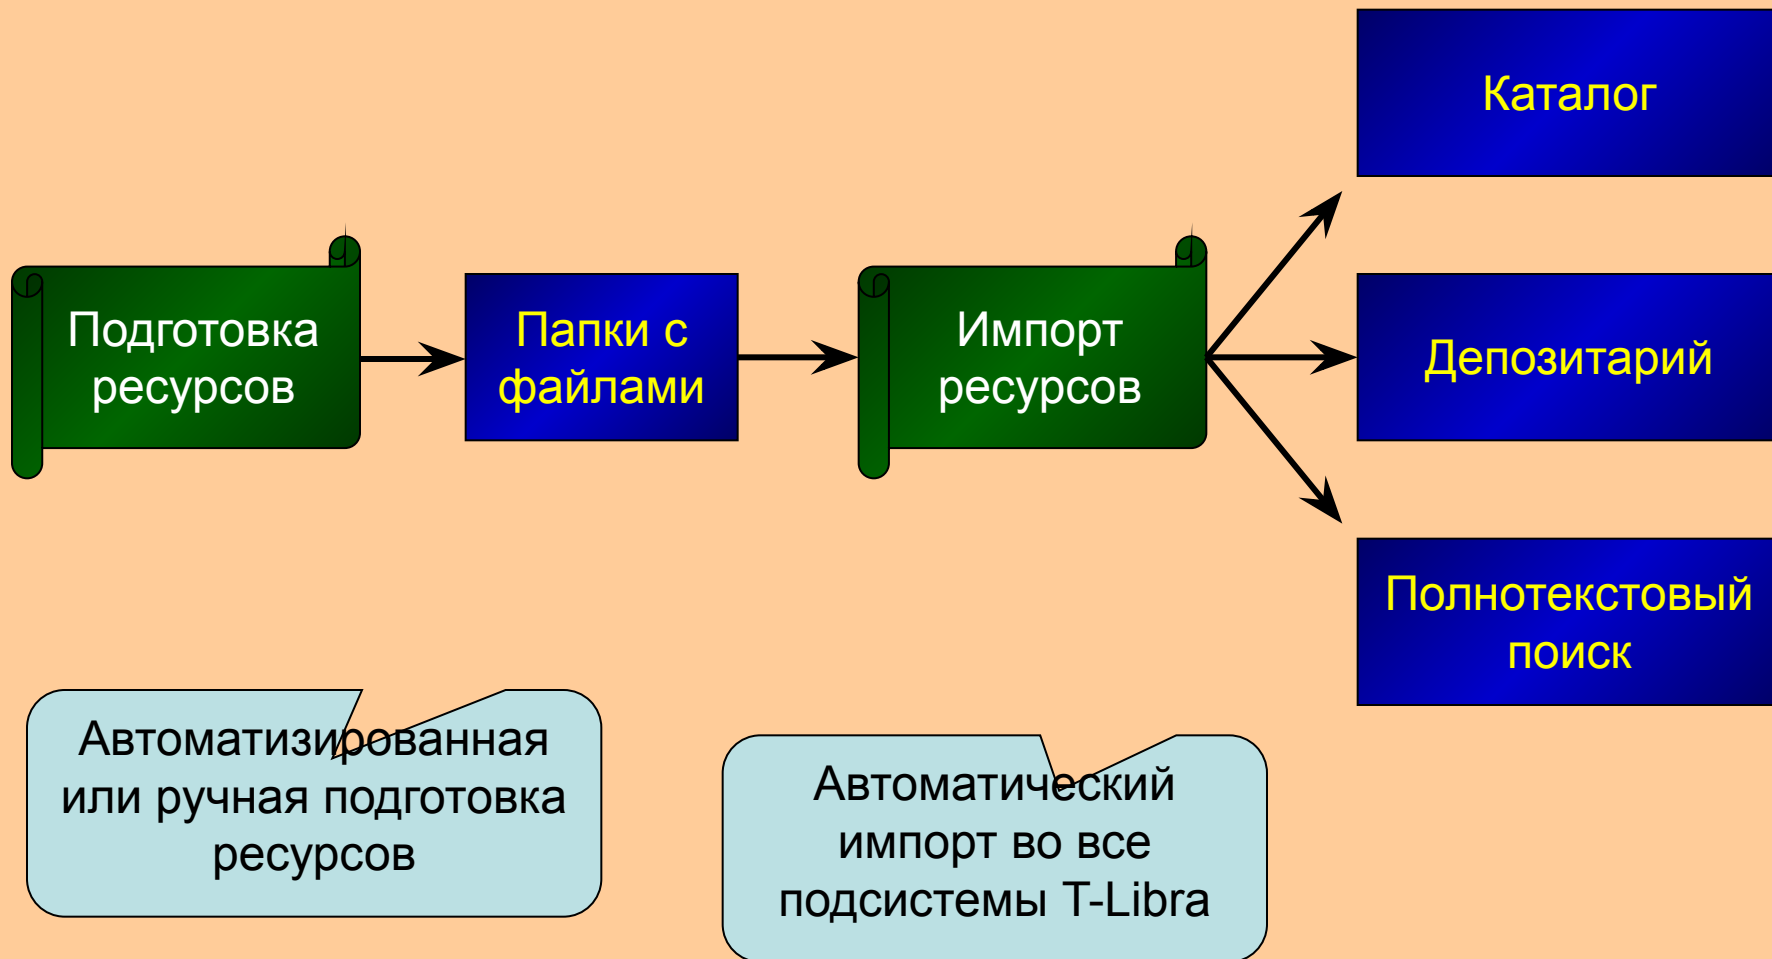 Каталог
Подготовка
ресурсов
Папки с
файлами
Импорт
ресурсов
Депозитарий
Полнотекстовый
поиск
Автоматизированная
или ручная подготовка
ресурсов
Автоматический
импорт во все
подсистемы T-Libra